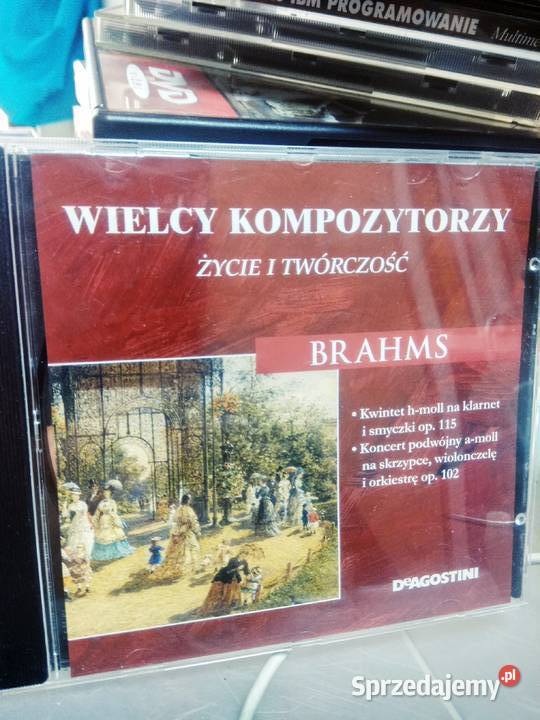 IBM PROGRAMOWANIE
WIELCY KOMPOZYTORZY
ŻYCIE I TWÓRCZOŚĆ
BRAHMS
• Kwintet h-moll na klarnet
i smyczki op. 115
• Koncert podwójny a-moll
na skrzypce, wiolonczelę
i orkiestrę op. 102
DeAGOSTINI
Sprzedajemy.pl